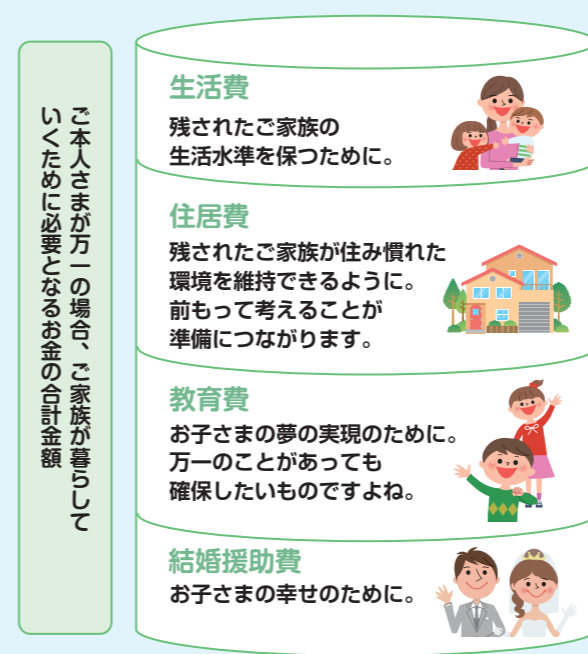 ご本人さまが万一の場合、ご家族が暮らして
いくために必要となるお金の合計金額
生活費
残されたご家族の
生活水準を保つために。
住居費
残されたご家族が住み慣れた
環境を維持できるように。
前もって考えることが
準備につながります。
教育費
お子さまの夢の実現のために。
万一のことがあっても
確保したいものですよね。
結婚援助費
お子さまの幸せのために。